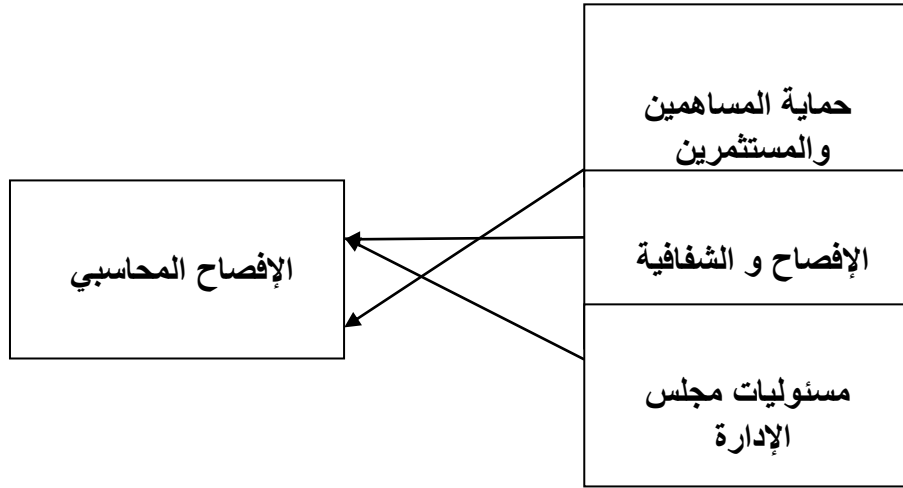 حماية المساهمين
والمستثمرين
الإفصاح و الشفافية
مسئوليات مجلس
الإدارة
الإفصاح المحاسبي